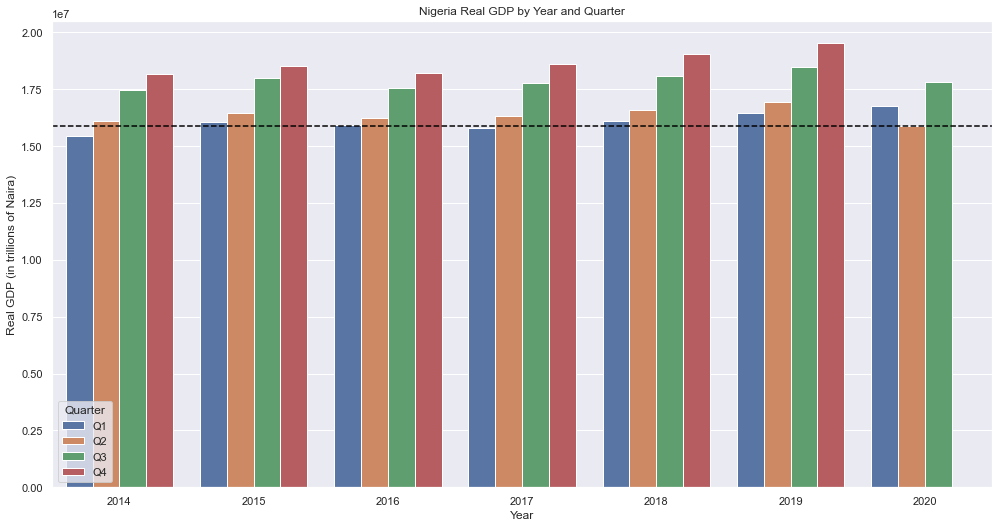 Nigeria Real GDP by Year and Quarter
1e7
2.00
1.75
1.50
1.25
1.00
0.75
0.50
0.25
0.00
Real GDP (in trillions of Naira)
Quarter
Q1
Q2
Q3
Q4
2014 2015 2016 2017 2018 2019 2020
Year